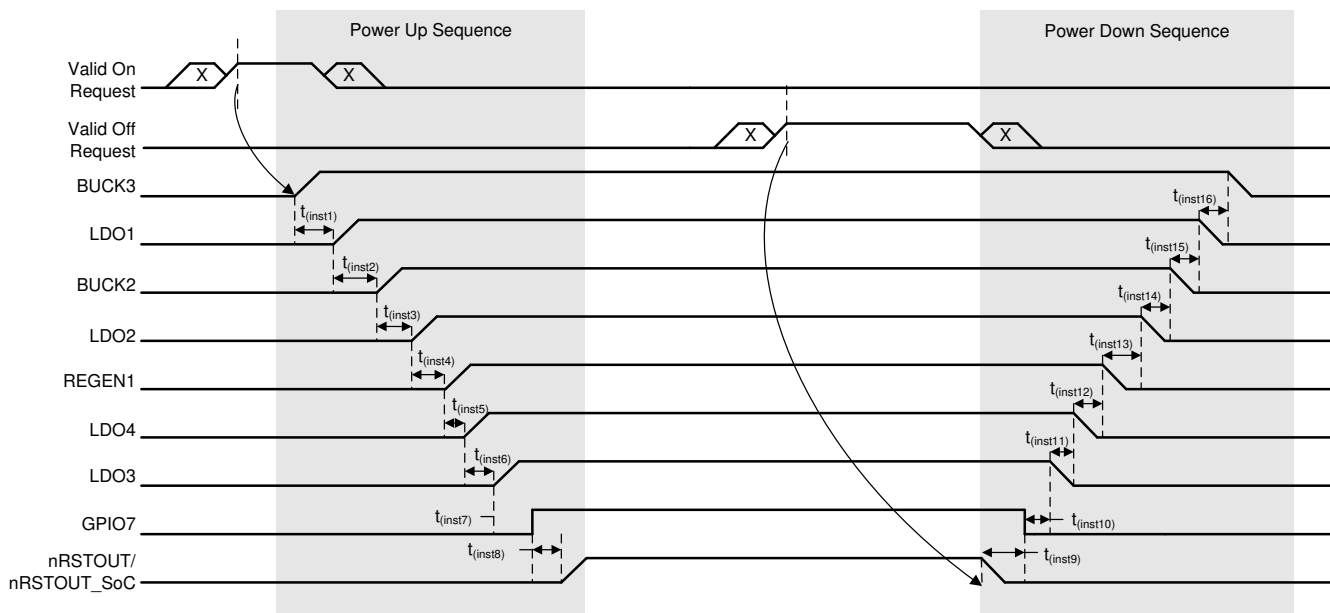 Power Up Sequence
Power Down Sequence
Valid On
Request
X
X
Valid Off
Request
X
X
BUCK3
t(inst1)
t(inst16)
LDO1
t(inst2)
t(inst15)
BUCK2
t(inst3)
t(inst14)
LDO2
t(inst4)
t(inst13)
REGEN1
t(inst5)
t(inst12)
LDO4
t(inst6)
t(inst11)
LDO3
t(inst7)
t(inst10)
GPIO7
t(inst8)
t(inst9)
nRSTOUT/
nRSTOUT_SoC